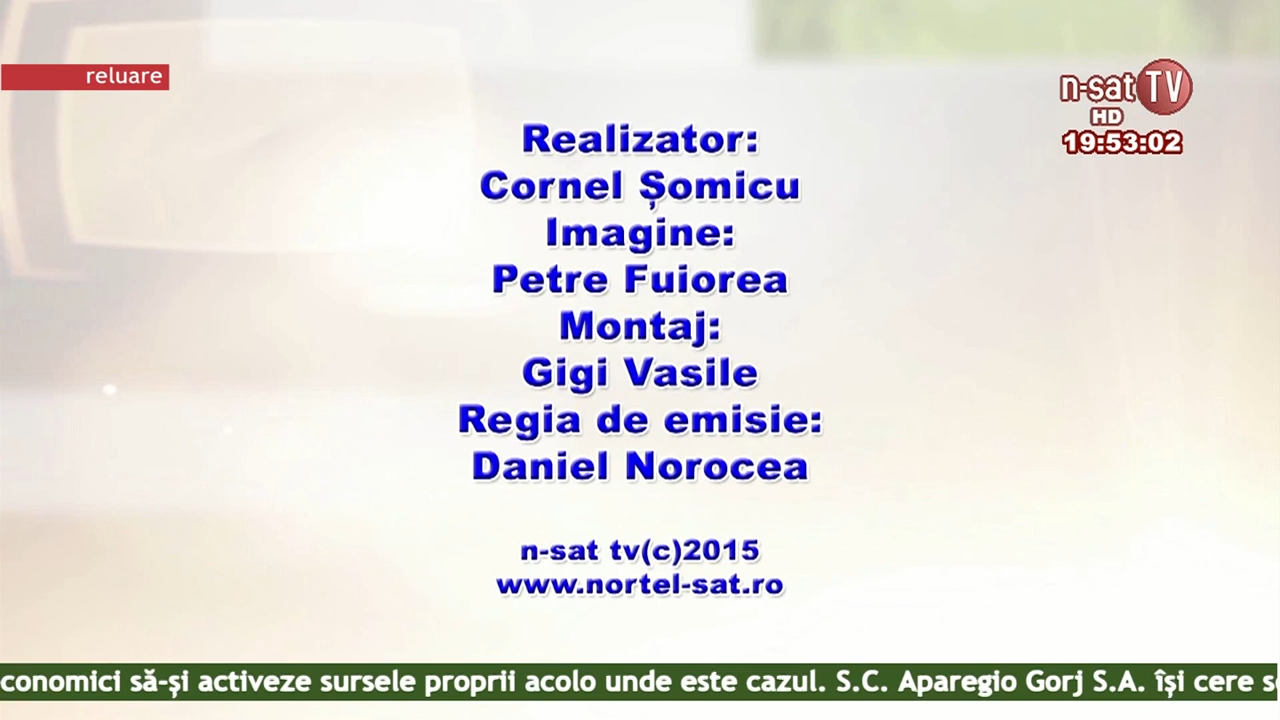 reluare
n-sat TV
HD
19:53:02
Realizator:
Cornel Șomicu
Imagine:
Petre Fuiorea
Montaj:
Gigi Vasile
Regia de emisie:
Daniel Norocea
n-sat tv(c)2015
www.nortel-sat.ro
conomici să-și activeze sursele proprii acolo unde este cazul. S.C. Aparegio Gorj S.A. își cere s